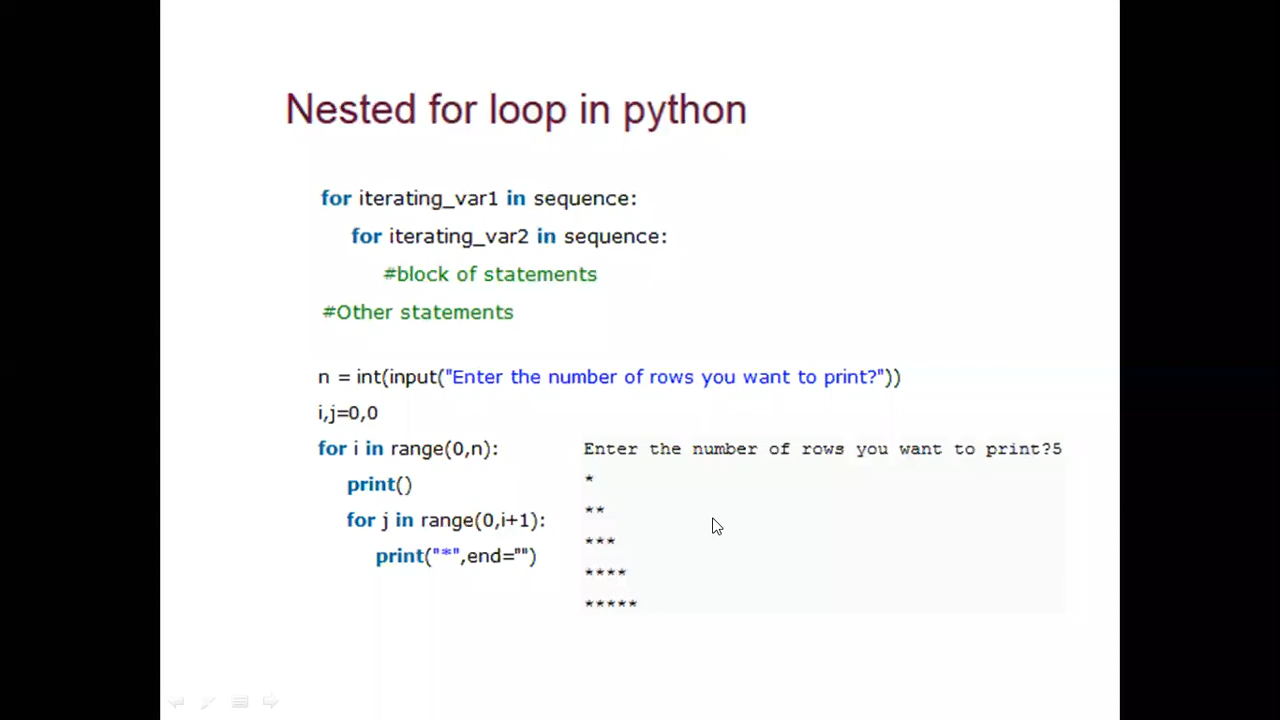 Nested for loop in python
for iterating_var1 in sequence:
for iterating_var2 in sequence:
#block of statements
#Other statements
n = int(input("Enter the number of rows you want to print?"))
i,j=0,0
for i in range(0,n):
print()
for j in range(0,i+1):
print("*",end="")
Enter the number of rows you want to print?5
*
**
***
****
*****